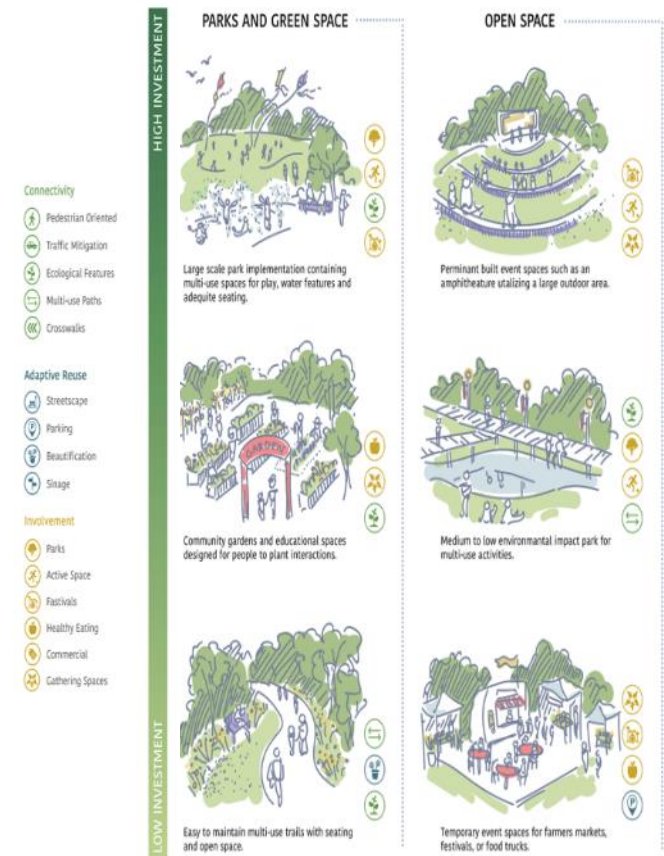 PARKS AND GREEN SPACE
OPEN SPACE
HIGH INVESTMENT
LOW INVESTMENT
Connectivity
Pedestrian Oriented
Traffic Mitigation
Ecological Features
Multi-use Paths
Crosswalks
Adaptive Reuse
Streetscape
Parking
Beautification
Sinage
Involvement
Parks
Active Space
Fastivals
Healthy Eating
Commercial
Gathering Spaces
Large scale park implementation containing
multi-use spaces for play, water features and
adequite seating.
Perminant built event spaces such as an
amphitheature utalizing a large outdoor area.
GARDEN
Community gardens and educational spaces
designed for people to plant interactions.
Medium to low environmantal impact park for
multi-use activities.
Easy to maintain multi-use trails with seating
and open space.
Temporary event spaces for farmers markets,
festivals, or food trucks.